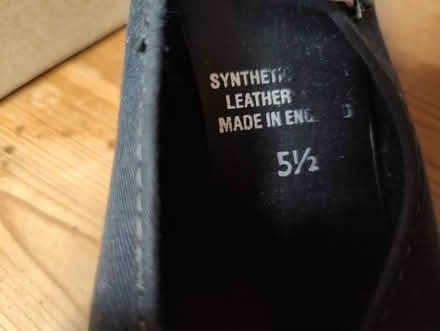 SYNTHETIC
LEATHER
MADE IN ENGLAND
5½